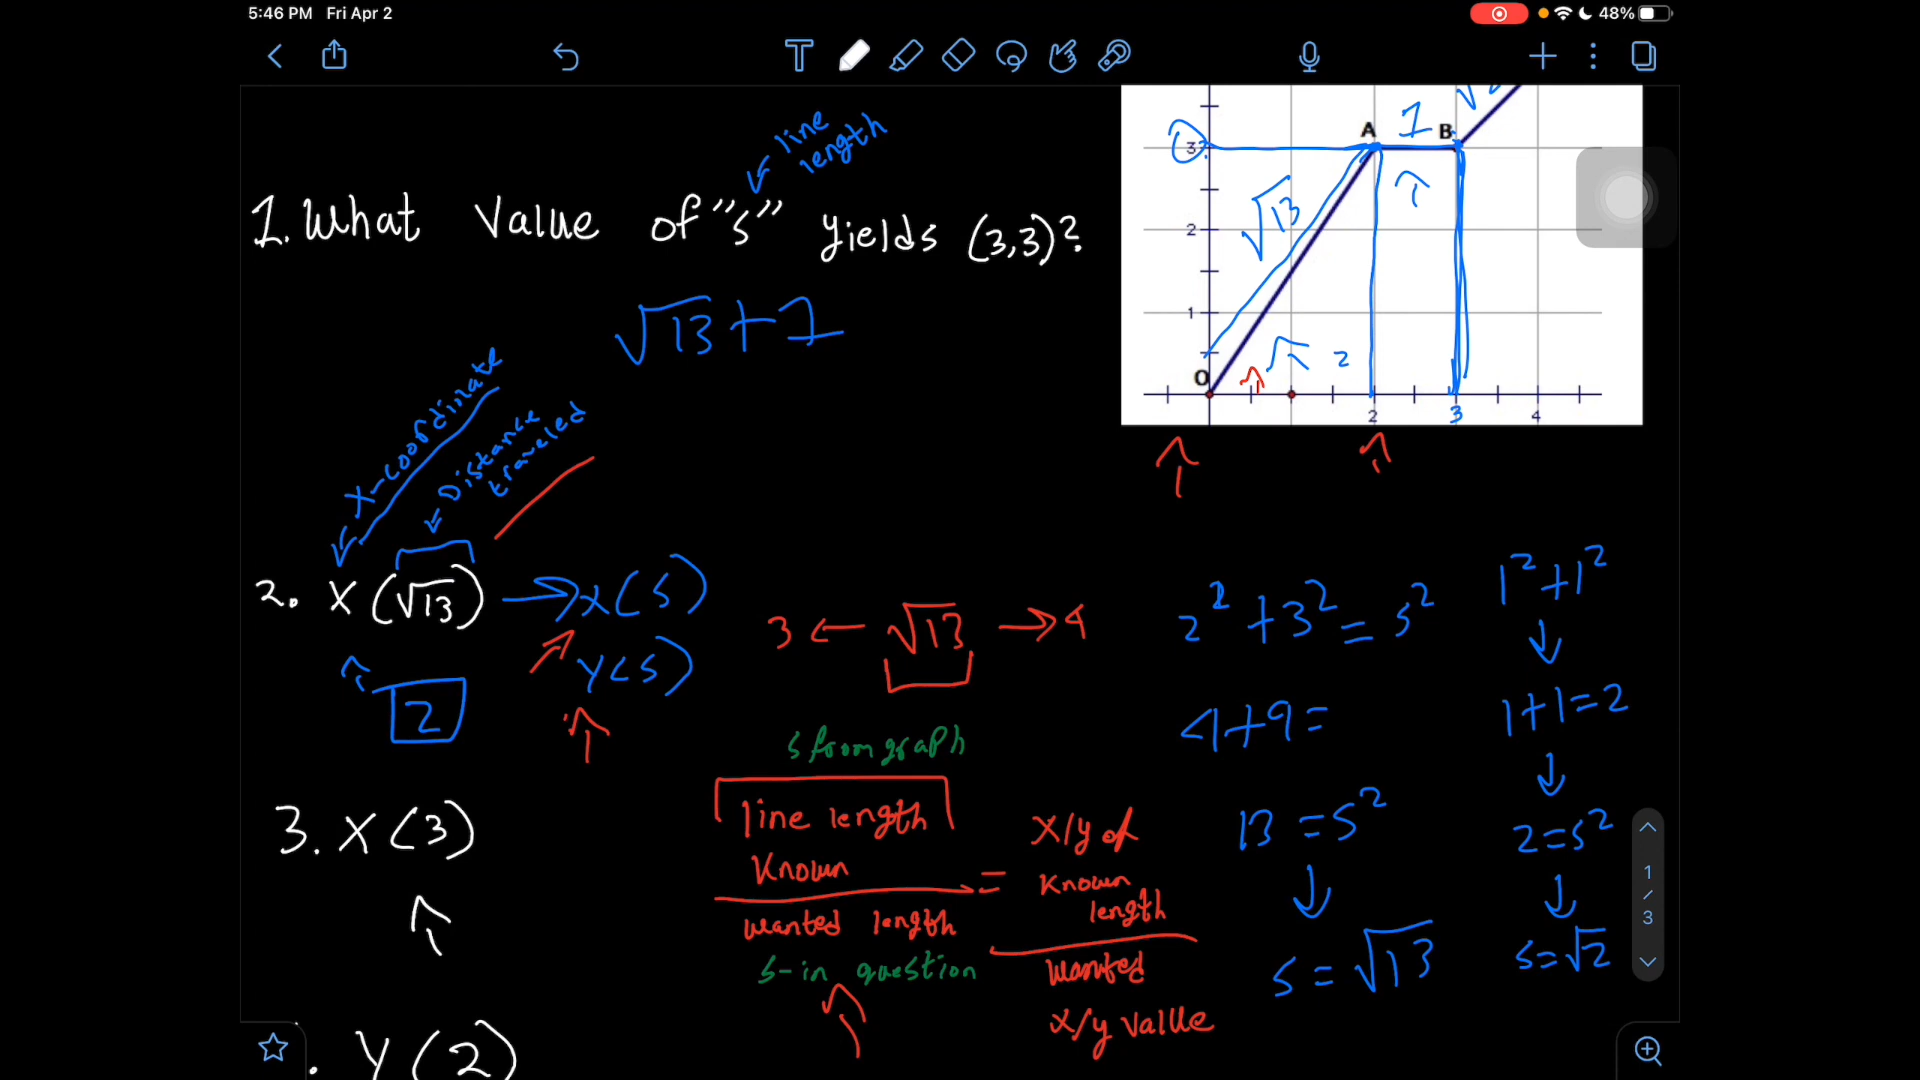 5:46 PM Fri Apr 2
48%
line
length
1. What Value of "s" yields (3,3)?
√13+1
A 1 B
3
√13
2
1
2
O
2 3 4
x-coordinate
Distance
traveled
2. X(√13) → x(s)
y(s)
2
3 ← √13 → 4
2² + 3² = s²
4+9=
13 = s²
s = √13
1²+1²
1+1=2
2=s²
s=√2
s from graph
line length
Known
wanted length
s-in question
=
X/y of
Known
length
wanted
x/y value
3. X(3)
. Y(2)
1
/
3